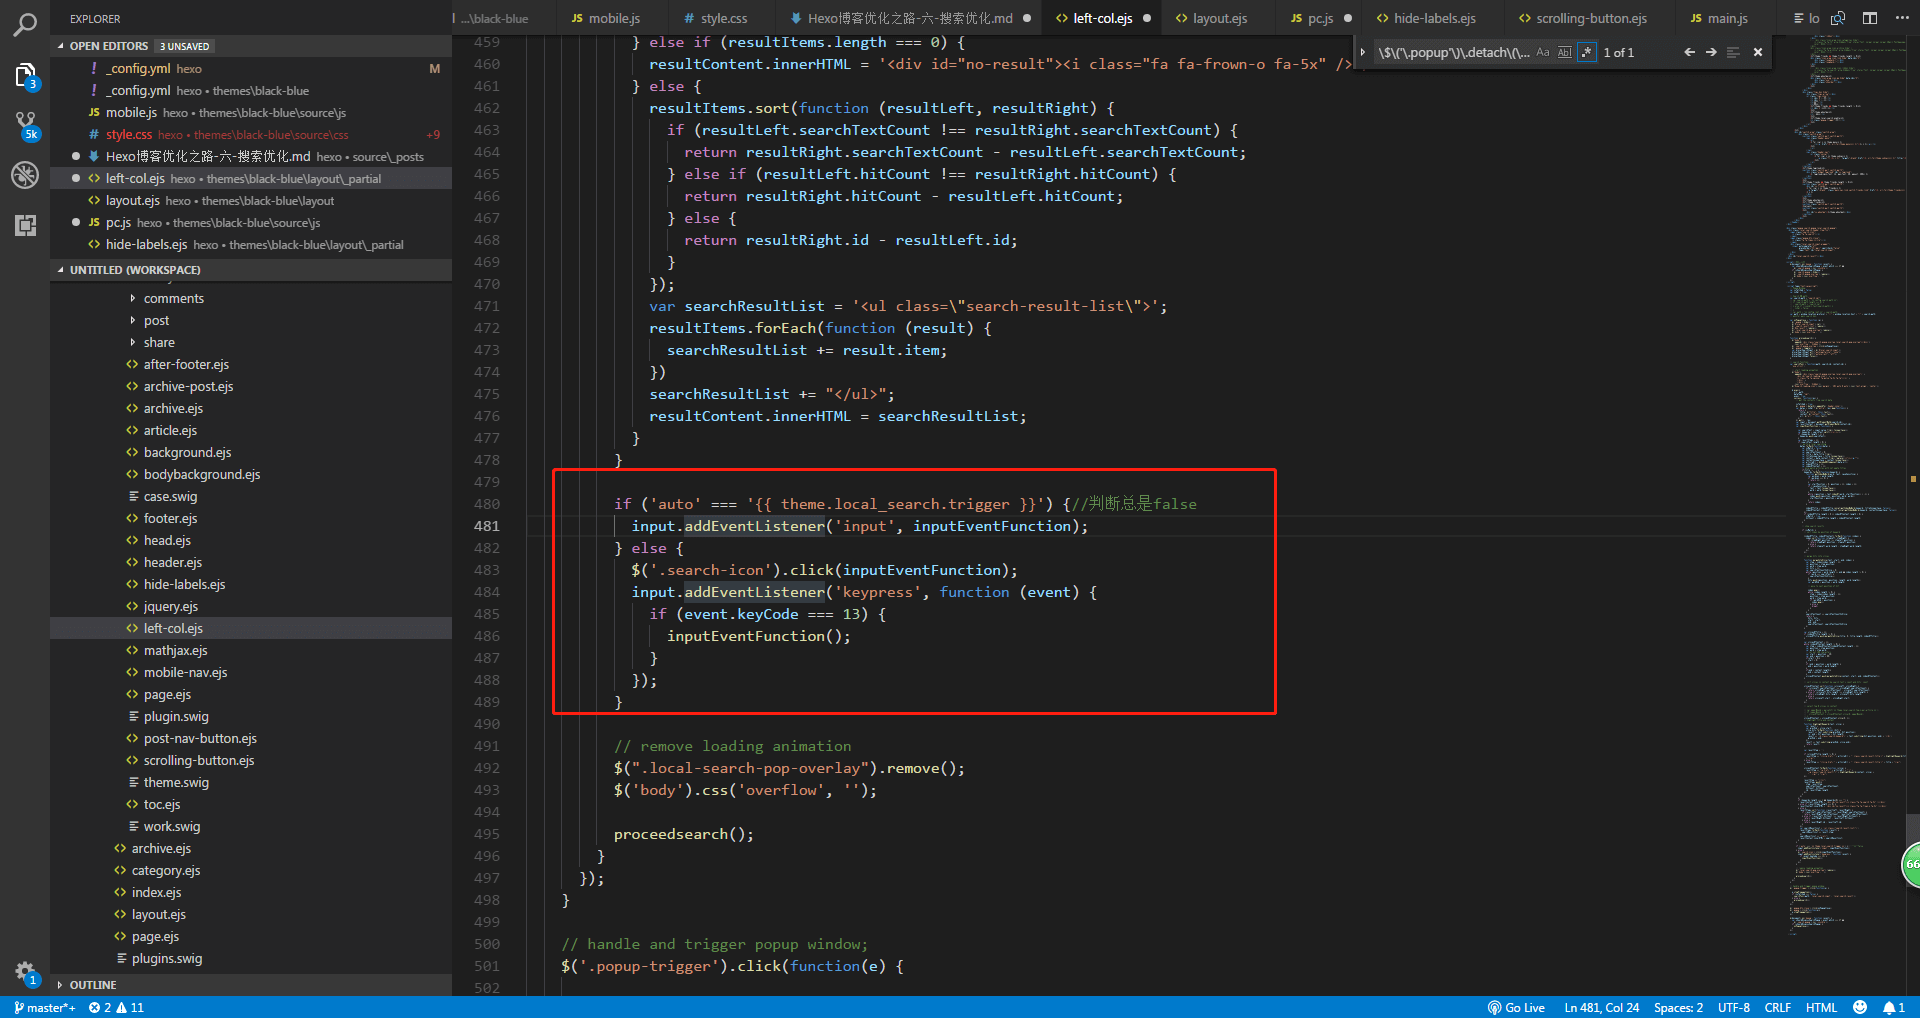 EXPLORER
OPEN EDITORS 3 UNSAVED
! _config.yml hexo M
! _config.yml hexo • themes\black-blue
JS mobile.js hexo • themes\black-blue\source\js
# style.css hexo • themes\black-blue\source\css +9
Hexo博客优化之路-六-搜索优化.md hexo • source\_posts
<> left-col.ejs hexo • themes\black-blue\layout\_partial
<> layout.ejs hexo • themes\black-blue\layout
JS pc.js hexo • themes\black-blue\source\js
<> hide-labels.ejs hexo • themes\black-blue\layout\_partial
UNTITLED (WORKSPACE)
comments
post
share
<> after-footer.ejs
<> archive-post.ejs
<> archive.ejs
<> article.ejs
<> background.ejs
<> bodybackground.ejs
case.swig
<> footer.ejs
<> head.ejs
<> header.ejs
<> hide-labels.ejs
<> jquery.ejs
<> left-col.ejs
<> mathjax.ejs
<> mobile-nav.ejs
<> page.ejs
plugin.swig
<> post-nav-button.ejs
<> scrolling-button.ejs
theme.swig
<> toc.ejs
work.swig
<> archive.ejs
<> category.ejs
<> index.ejs
<> layout.ejs
<> page.ejs
plugins.swig
OUTLINE
3
5k
1
...\black-blue
JS mobile.js
# style.css
Hexo博客优化之路-六-搜索优化.md
<> left-col.ejs
<> layout.ejs
JS pc.js
<> hide-labels.ejs
<> scrolling-button.ejs
JS main.js
lo
\$\('\.popup'\)\.detach\(\... Aa Abl .* 1 of 1
459 } else if (resultItems.length === 0) {
460 resultContent.innerHTML = '<div id="no-result"><i class="fa fa-frown-o fa-5x" />
461 } else {
462 resultItems.sort(function (resultLeft, resultRight) {
463 if (resultLeft.searchTextCount !== resultRight.searchTextCount) {
464 return resultRight.searchTextCount - resultLeft.searchTextCount;
465 } else if (resultLeft.hitCount !== resultRight.hitCount) {
466 return resultRight.hitCount - resultLeft.hitCount;
467 } else {
468 return resultRight.id - resultLeft.id;
469 }
470 });
471 var searchResultList = '<ul class=\"search-result-list\">';
472 resultItems.forEach(function (result) {
473 searchResultList += result.item;
474 })
475 searchResultList += "</ul>";
476 resultContent.innerHTML = searchResultList;
477 }
478 }
479
480 if ('auto' === '{{ theme.local_search.trigger }}') {//判断总是false
481 input.addEventListener('input', inputEventFunction);
482 } else {
483 $('.search-icon').click(inputEventFunction);
484 input.addEventListener('keypress', function (event) {
485 if (event.keyCode === 13) {
486 inputEventFunction();
487 }
488 });
489 }
490
491 // remove loading animation
492 $(".local-search-pop-overlay").remove();
493 $('body').css('overflow', '');
494
495 proceedsearch();
496 }
497 });
498 }
499
500 // handle and trigger popup window;
501 $('.popup-trigger').click(function(e) {
502
66
master*+ 2 11 Go Live Ln 481, Col 24 Spaces: 2 UTF-8 CRLF HTML 1